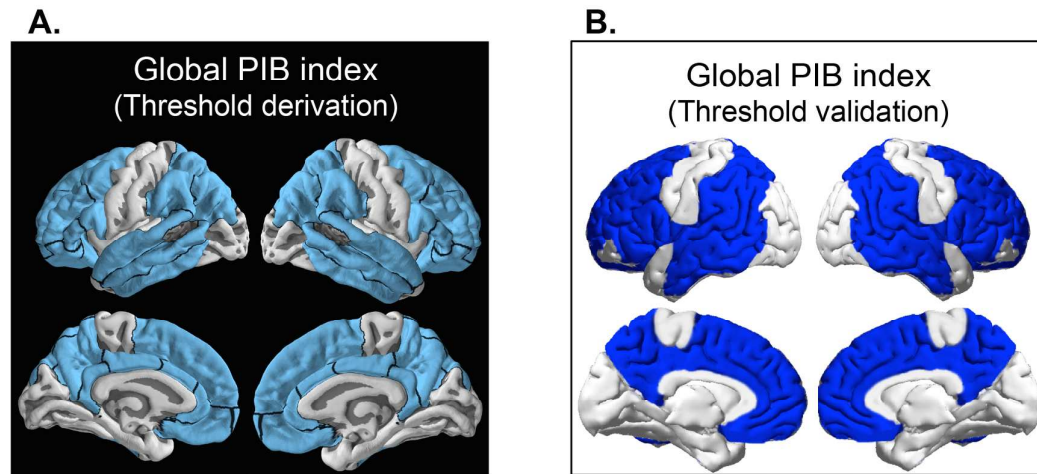 A.
Global PIB index
(Threshold derivation)
B.
Global PIB index
(Threshold validation)